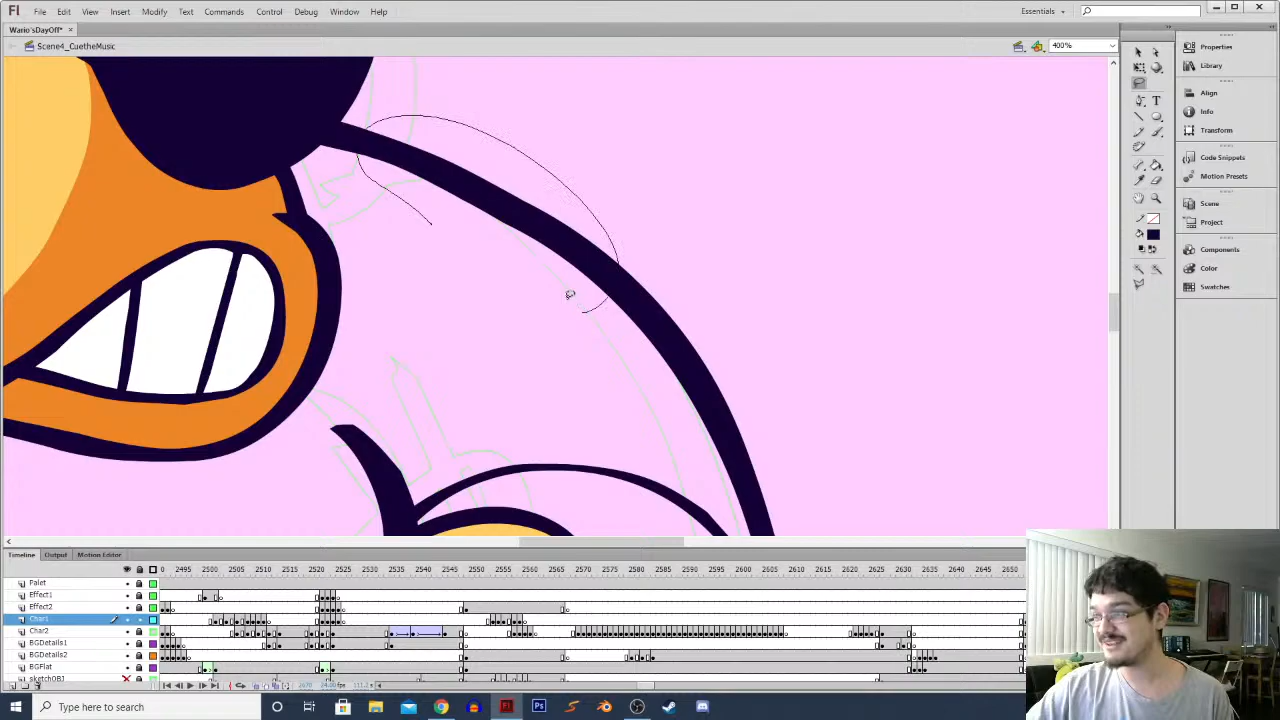 Fl File Edit View Insert Modify Text Commands Control Debug Window Help Essentials
Wario'sDayOff* ×
Scene4_CuetheMusic 400%
Properties
Library
Align
Info
Transform
Code Snippets
Motion Presets
Scene
Project
Components
Color
Swatches
Timeline Output Motion Editor
0 2495 2500 2505 2510 2515 2520 2525 2530 2535 2540 2545 2550 2555 2560 2565 2570 2575 2580 2585 2590 2595 2600 2605 2610 2615 2620 2625 2630 2635 2640 2645 2650
Palet
Effect1
Effect2
Char1
Char2
BGDetails1
BGDetails2
BGFlat
sketchOBJ
24.00 fps
Type here to search